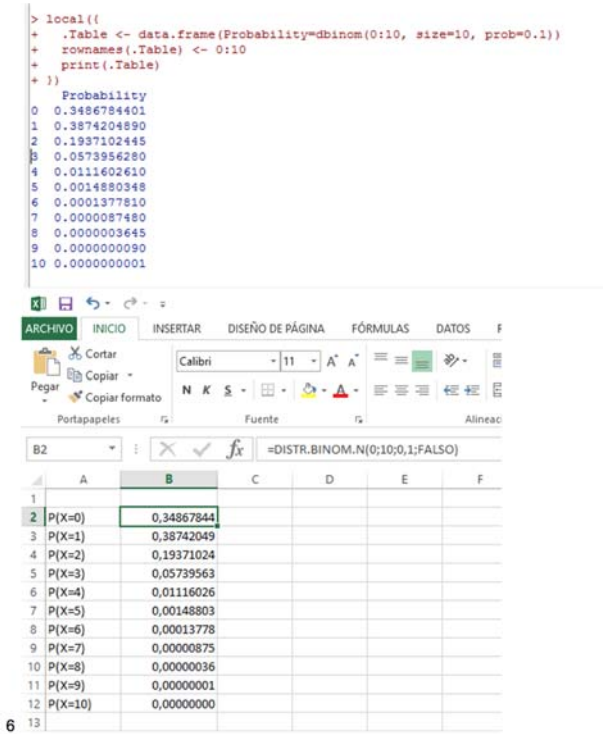 > local({
+ .Table <- data.frame(Probability=dbinom(0:10, size=10, prob=0.1))
+ rownames(.Table) <- 0:10
+ print(.Table)
+ })
Probability
0 0.3486784401
1 0.3874204890
2 0.1937102445
3 0.0573956280
4 0.0111602610
5 0.0014880348
6 0.0001377810
7 0.0000087480
8 0.0000003645
9 0.0000000090
10 0.0000000001
ARCHIVO INICIO INSERTAR DISEÑO DE PÁGINA FÓRMULAS DATOS
Pegar
Cortar
Copiar
Copiar formato
Portapapeles
Calibri 11 A A
N K S A
Fuente
Alineac
B2 fx =DISTR.BINOM.N(0;10;0,1;FALSO)
A B C D E F
1
2 P(X=0) 0,34867844
3 P(X=1) 0,38742049
4 P(X=2) 0,19371024
5 P(X=3) 0,05739563
6 P(X=4) 0,01116026
7 P(X=5) 0,00148803
8 P(X=6) 0,00013778
9 P(X=7) 0,00000875
10 P(X=8) 0,00000036
11 P(X=9) 0,00000001
12 P(X=10) 0,00000000
13
6